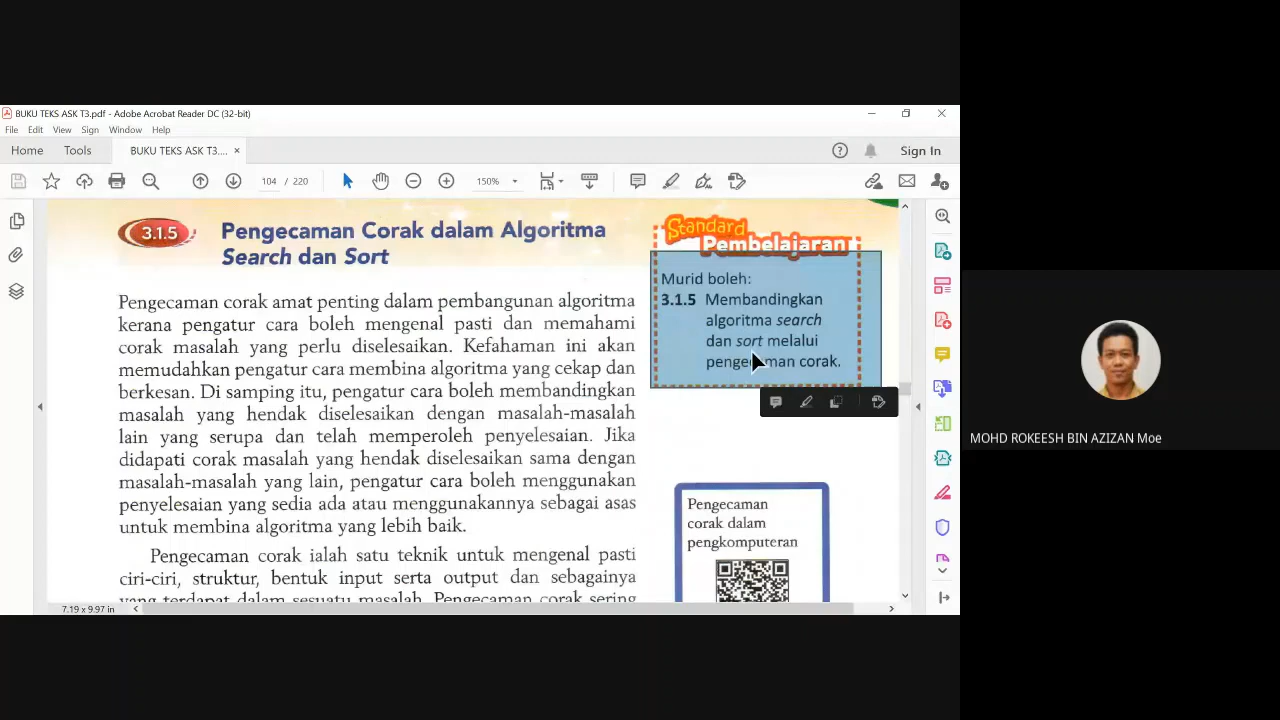 BUKU TEKS ASK T3.pdf - Adobe Acrobat Reader DC (32-bit)
File Edit View Sign Window Help
Home Tools BUKU TEKS ASK T3.... × Sign In
104 / 220 150%
3.1.5 Pengecaman Corak dalam Algoritma
Search dan Sort
Pengecaman corak amat penting dalam pembangunan algoritma
kerana pengatur cara boleh mengenal pasti dan memahami
corak masalah yang perlu diselesaikan. Kefahaman ini akan
memudahkan pengatur cara membina algoritma yang cekap dan
berkesan. Di samping itu, pengatur cara boleh membandingkan
masalah yang hendak diselesaikan dengan masalah-masalah
lain yang serupa dan telah memperoleh penyelesaian. Jika
didapati corak masalah yang hendak diselesaikan sama dengan
masalah-masalah yang lain, pengatur cara boleh menggunakan
penyelesaian yang sedia ada atau menggunakannya sebagai asas
untuk membina algoritma yang lebih baik.
Pengecaman corak ialah satu teknik untuk mengenal pasti
ciri-ciri, struktur, bentuk input serta output dan sebagainya
yang terdapat dalam sesuatu masalah. Pengecaman corak sering
Standard
Pembelajaran
Murid boleh:
3.1.5 Membandingkan
algoritma search
dan sort melalui
pengecaman corak.
Pengecaman
corak dalam
pengkomputeran
7.19 x 9.97 in
MOHD ROKEESH BIN AZIZAN Moe